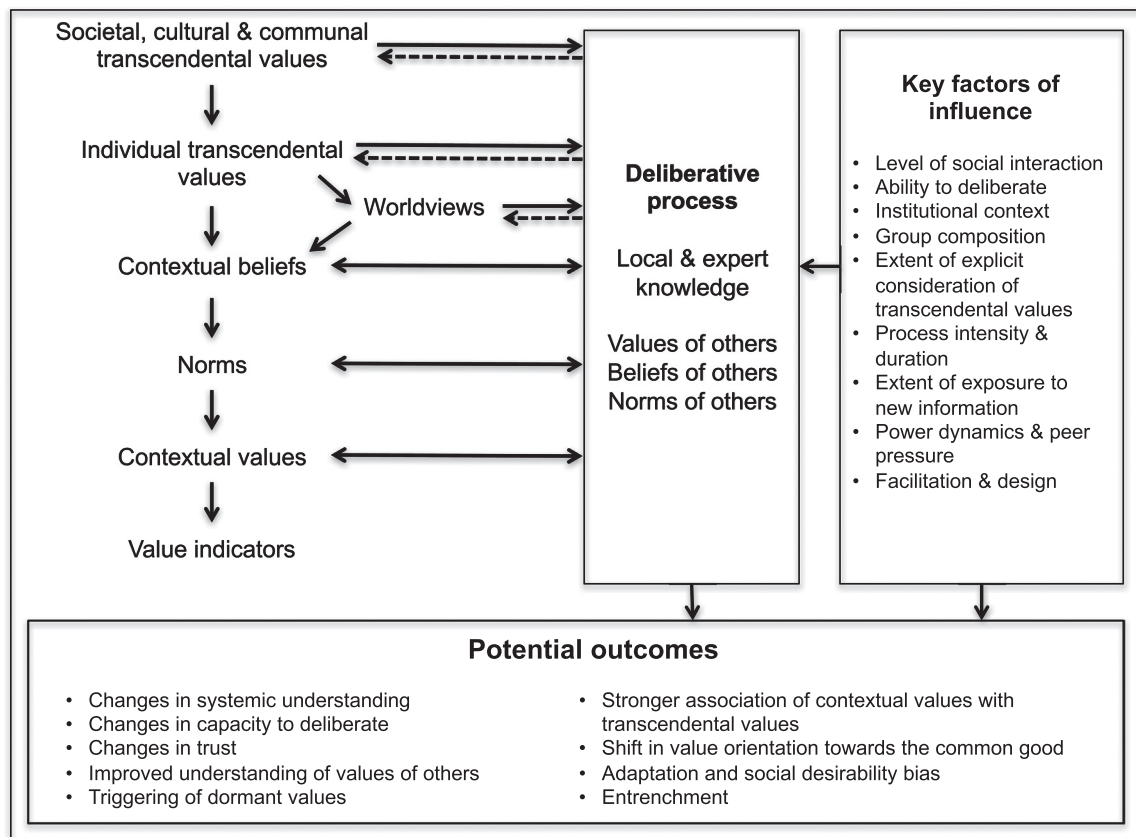 Societal, cultural & communal
transcendental values
Individual transcendental
values
Worldviews
Contextual beliefs
Norms
Contextual values
Value indicators
Deliberative
process
Local & expert
knowledge
Values of others
Beliefs of others
Norms of others
Key factors of
influence
• Level of social interaction
• Ability to deliberate
• Institutional context
• Group composition
• Extent of explicit
consideration of
transcendental values
• Process intensity &
duration
• Extent of exposure to
new information
• Power dynamics & peer
pressure
• Facilitation & design
Potential outcomes
• Changes in systemic understanding
• Changes in capacity to deliberate
• Changes in trust
• Improved understanding of values of others
• Triggering of dormant values
• Stronger association of contextual values with
transcendental values
• Shift in value orientation towards the common good
• Adaptation and social desirability bias
• Entrenchment